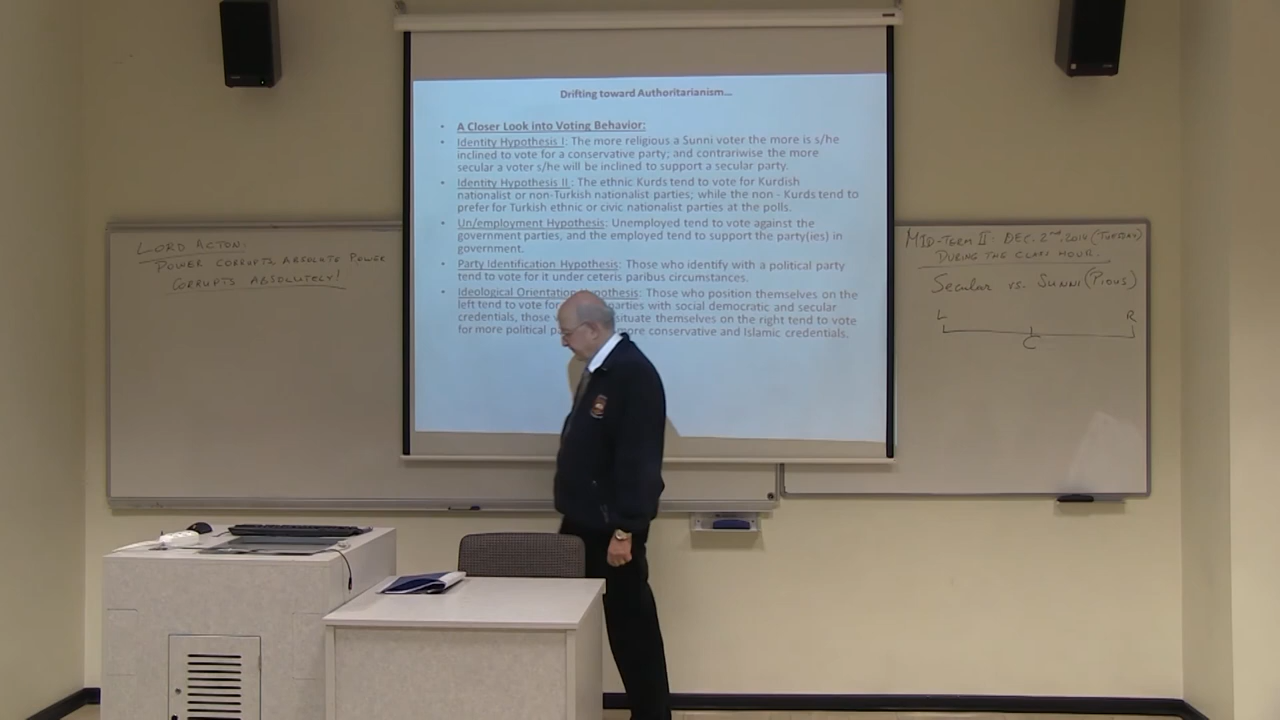 Drifting toward Authoritarianism...
• A Closer Look into Voting Behavior:
• Identity Hypothesis I: The more religious a Sunni voter the more is s/he
inclined to vote for a conservative party; and contrariwise the more
secular a voter s/he will be inclined to support a secular party.
• Identity Hypothesis II : The ethnic Kurds tend to vote for Kurdish
nationalist or non-Turkish nationalist parties; while the non - Kurds tend to
prefer for Turkish ethnic or civic nationalist parties at the polls.
• Un/employment Hypothesis: Unemployed tend to vote against the
government parties, and the employed tend to support the party(ies) in
government.
• Party Identification Hypothesis: Those who identify with a political party
tend to vote for it under ceteris paribus circumstances.
• Ideological Orientation Hypothesis: Those who position themselves on the
left tend to vote for parties with social democratic and secular
credentials, those situate themselves on the right tend to vote
for more political more conservative and Islamic credentials.
LORD ACTON:
POWER CORRUPTS ABSOLUTE POWER
CORRUPTS ABSOLUTELY!
MID-TERM II: DEC. 2nd, 2014 (TUESDAY)
DURING THE CLASS HOUR.
Secular vs. SUNNI (PIOUS)
L R
C